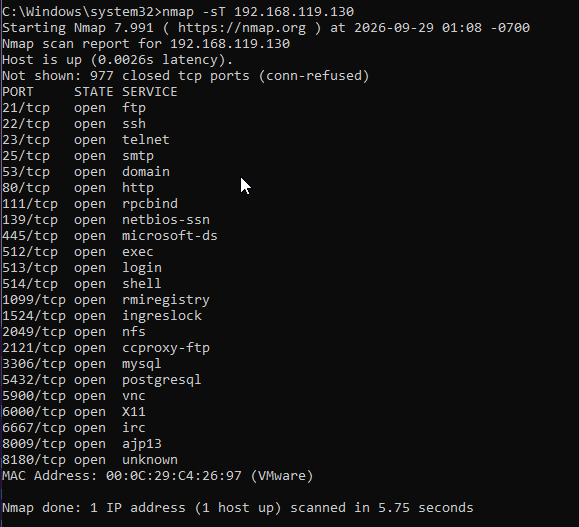 C:\Windows\system32>nmap -sT 192.168.119.130
Starting Nmap 7.991 ( https://nmap.org ) at 2026-09-29 01:08 -0700
Nmap scan report for 192.168.119.130
Host is up (0.0026s latency).
Not shown: 977 closed tcp ports (conn-refused)
PORT     STATE SERVICE
21/tcp   open  ftp
22/tcp   open  ssh
23/tcp   open  telnet
25/tcp   open  smtp
53/tcp   open  domain
80/tcp   open  http
111/tcp  open  rpcbind
139/tcp  open  netbios-ssn
445/tcp  open  microsoft-ds
512/tcp  open  exec
513/tcp  open  login
514/tcp  open  shell
1099/tcp open  rmiregistry
1524/tcp open  ingreslock
2049/tcp open  nfs
2121/tcp open  ccproxy-ftp
3306/tcp open  mysql
5432/tcp open  postgresql
5900/tcp open  vnc
6000/tcp open  X11
6667/tcp open  irc
8009/tcp open  ajp13
8180/tcp open  unknown
MAC Address: 00:0C:29:C4:26:97 (VMware)
Nmap done: 1 IP address (1 host up) scanned in 5.75 seconds